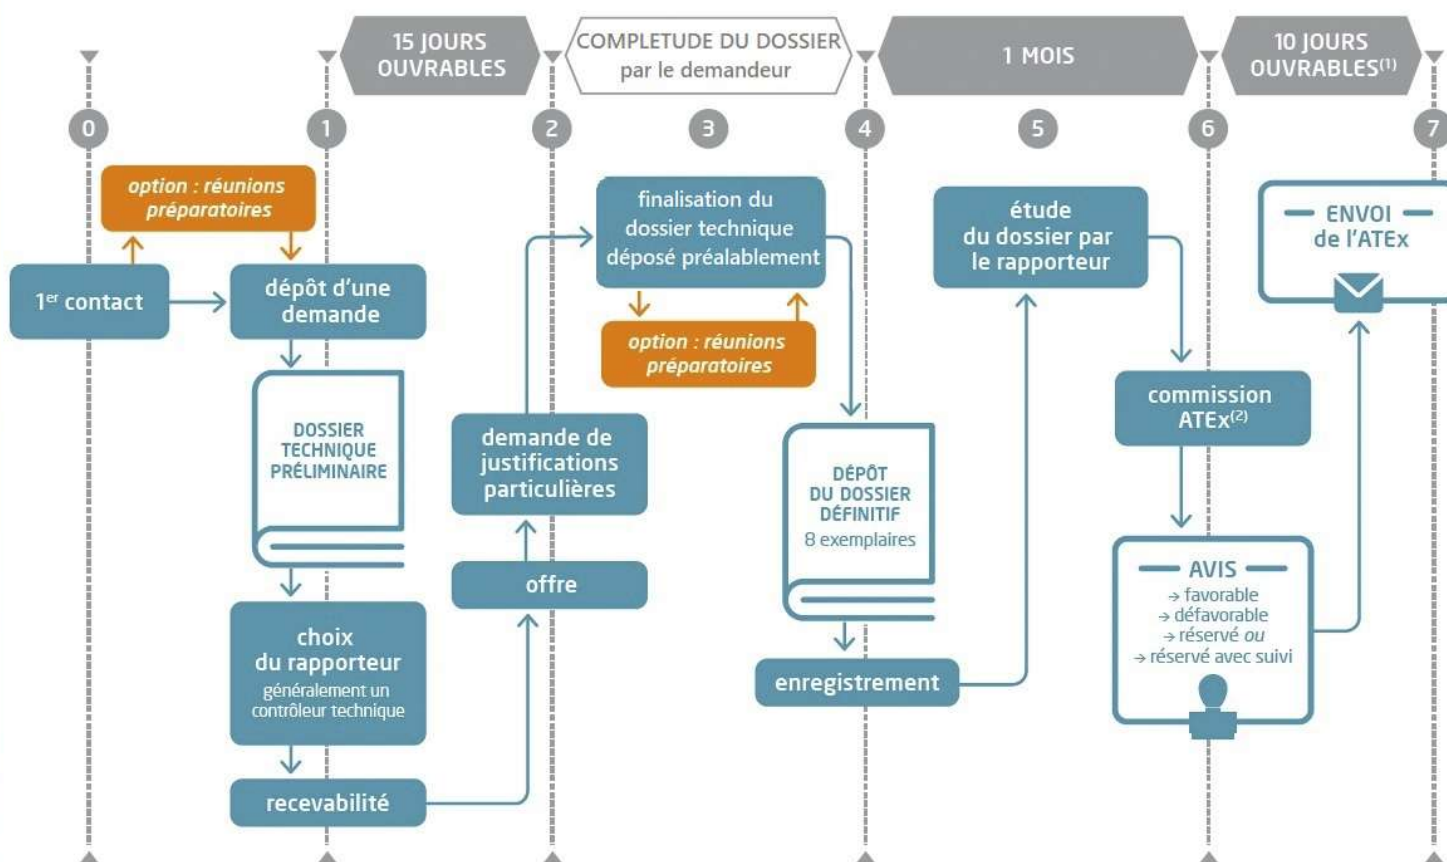 15 JOURS
OUVRABLES
COMPLETUDE DU DOSSIER
par le demandeur
1 MOIS
10 JOURS
OUVRABLES(1)
0
1
2
3
4
5
6
7
option : réunions
préparatoires
1er contact
dépôt d'une
demande
DOSSIER
TECHNIQUE
PRÉLIMINAIRE
choix
du rapporteur
généralement un
contrôleur technique
recevabilité
offre
demande de
justifications
particulières
finalisation du
dossier technique
déposé préalablement
option : réunions
préparatoires
DÉPÔT
DU DOSSIER
DÉFINITIF
8 exemplaires
enregistrement
étude
du dossier par
le rapporteur
commission
ATEx(2)
AVIS
→ favorable
→ défavorable
→ réservé ou
→ réservé avec suivi
ENVOI
de l'ATEx